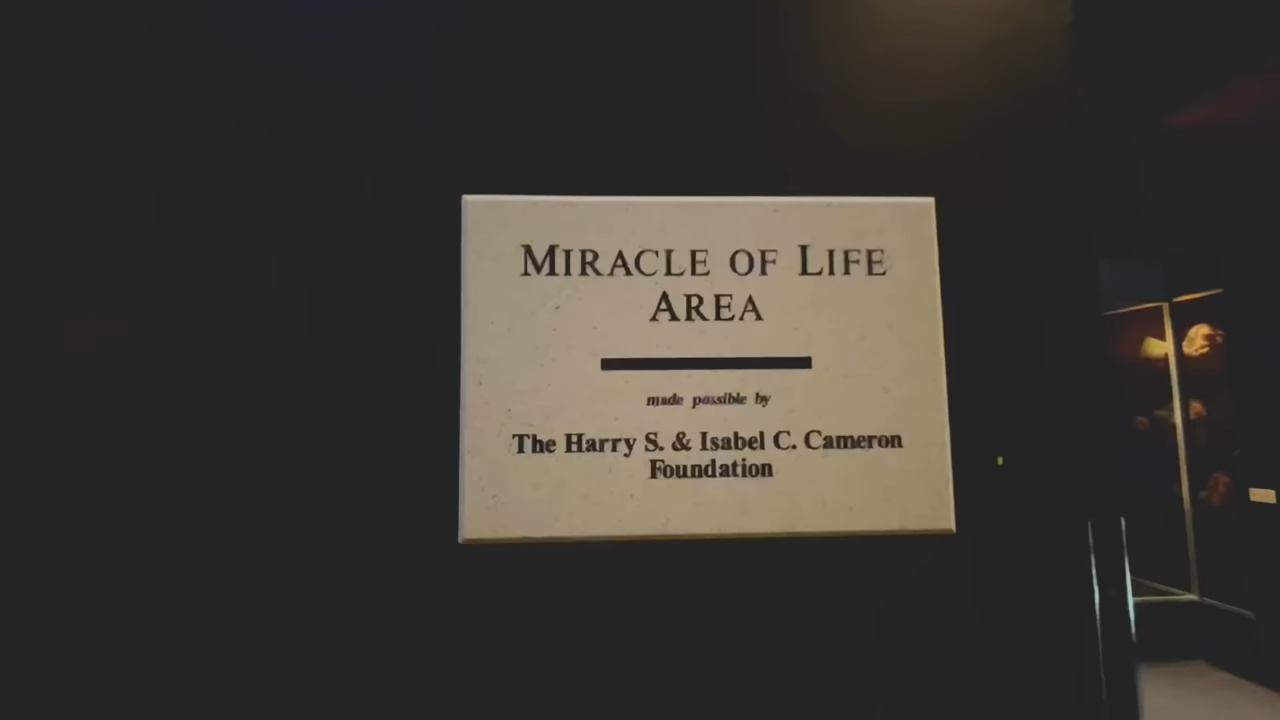 MIRACLE OF LIFE
AREA
made possible by
The Harry S. & Isabel C. Cameron
Foundation